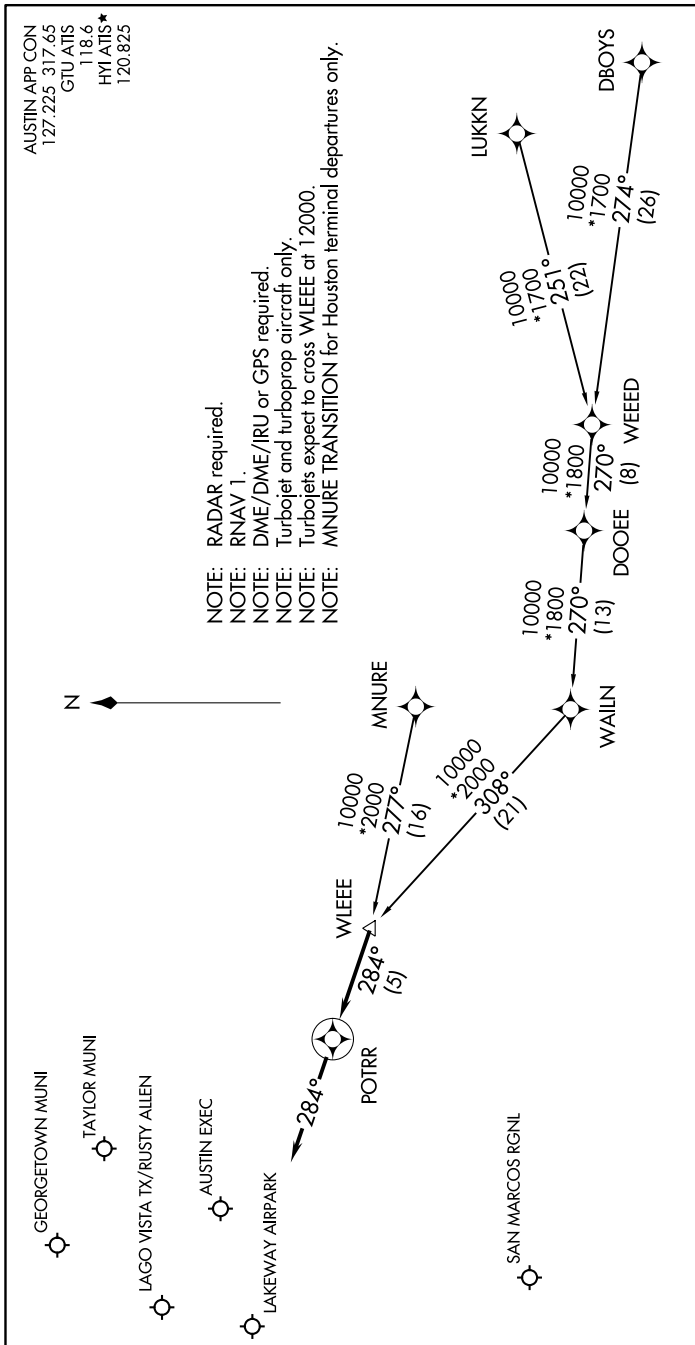 AUSTIN APP CON
127.225 317.65
GTU ATIS
118.6
HYI ATIS★
120.825
N
NOTE: RADAR required.
NOTE: RNAV 1.
NOTE: DME/DME/IRU or GPS required.
NOTE: Turbojet and turboprop aircraft only.
NOTE: Turbojets expect to cross WLEEE at 12000.
NOTE: MNURE TRANSITION for Houston terminal departures only.
GEORGETOWN MUNI
TAYLOR MUNI
LAGO VISTA TX/RUSTY ALLEN
AUSTIN EXEC
LAKEWAY AIRPARK
SAN MARCOS RGNL
284°
POTRR
284°
(5)
WLEEE
10000
*2000
277°
(16)
MNURE
10000
*2000
308°
(21)
WAILN
10000
*1800
270°
(13)
DOOEE
10000
*1800
270°
(8)
WEEED
10000
*1700
251°
(22)
LUKKN
10000
*1700
274°
(26)
DBOYS